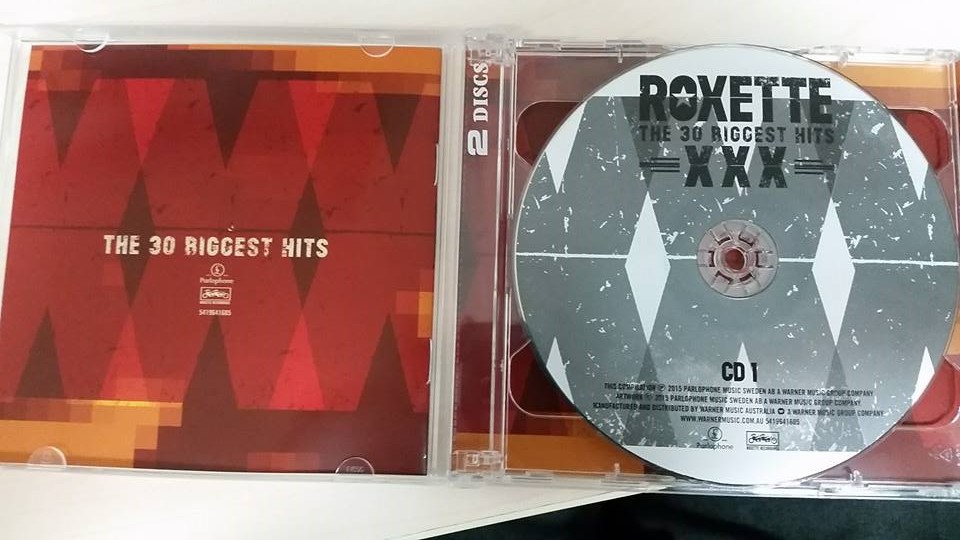 THE 30 BIGGEST HITS
Parlophone
5419641685
2 DISCS
ROXETTE
THE 30 BIGGEST HITS
XXX
CD 1
THIS COMPILATION ℗ 2015 PARLOPHONE MUSIC SWEDEN AB A WARNER MUSIC GROUP COMPANY
ARTWORK © 2015 PARLOPHONE MUSIC SWEDEN AB A WARNER MUSIC GROUP COMPANY
MANUFACTURED AND DISTRIBUTED BY WARNER MUSIC AUSTRALIA A WARNER MUSIC GROUP COMPANY
WWW.WARNERMUSIC.COM.AU 5419641685
Parlophone